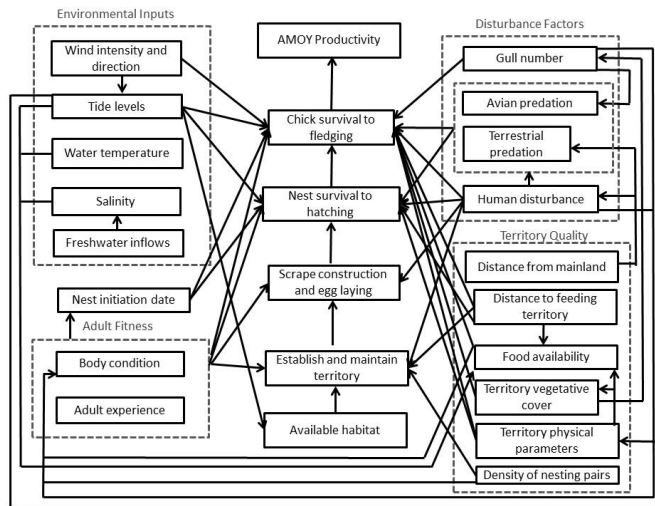 Environmental Inputs
Wind intensity and
direction
Tide levels
Water temperature
Salinity
Freshwater inflows
Nest initiation date
Adult Fitness
Body condition
Adult experience
AMOY Productivity
Chick survival to
fledging
Nest survival to
hatching
Scrape construction
and egg laying
Establish and maintain
territory
Available habitat
Disturbance Factors
Gull number
Avian predation
Terrestrial
predation
Human disturbance
Territory Quality
Distance from mainland
Distance to feeding
territory
Food availability
Territory vegetative
cover
Territory physical
parameters
Density of nesting pairs